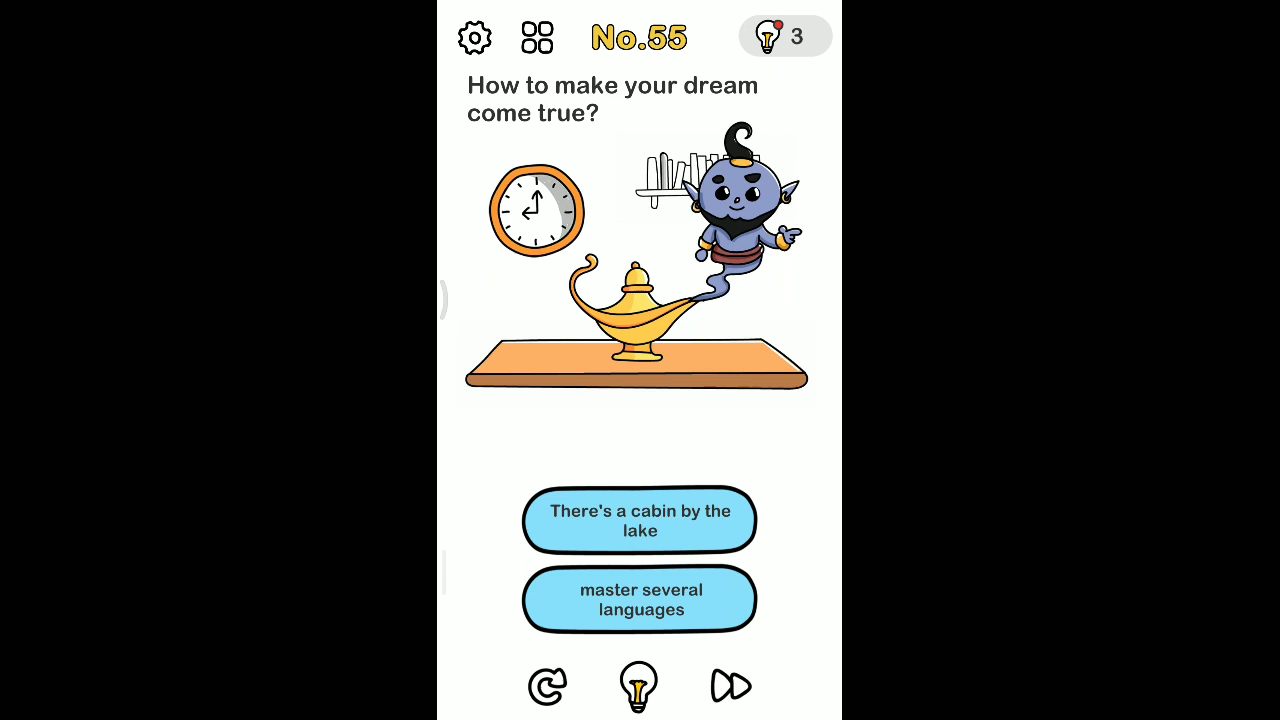 No.55
3
How to make your dream
come true?
There's a cabin by the
lake
master several
languages